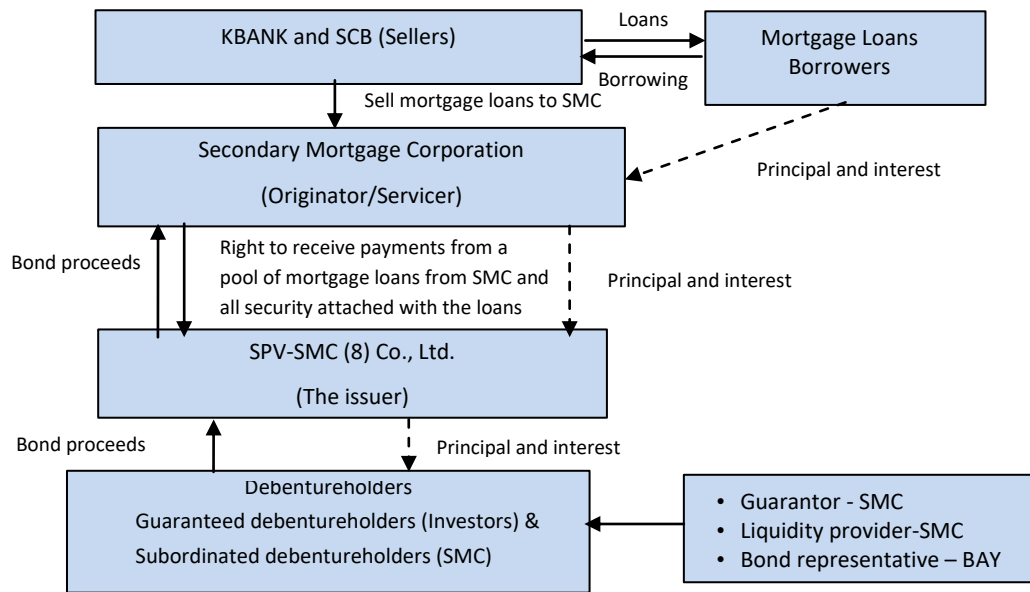 KBANK and SCB (Sellers)
Loans
Borrowing
Mortgage Loans
Borrowers
Sell mortgage loans to SMC
Secondary Mortgage Corporation
(Originator/Servicer)
Principal and interest
Bond proceeds
Right to receive payments from a
pool of mortgage loans from SMC and
all security attached with the loans
Principal and interest
SPV-SMC (8) Co., Ltd.
(The issuer)
Bond proceeds
Principal and interest
Debentureholders
Guaranteed debentureholders (Investors) &
Subordinated debentureholders (SMC)
• Guarantor - SMC
• Liquidity provider-SMC
• Bond representative – BAY